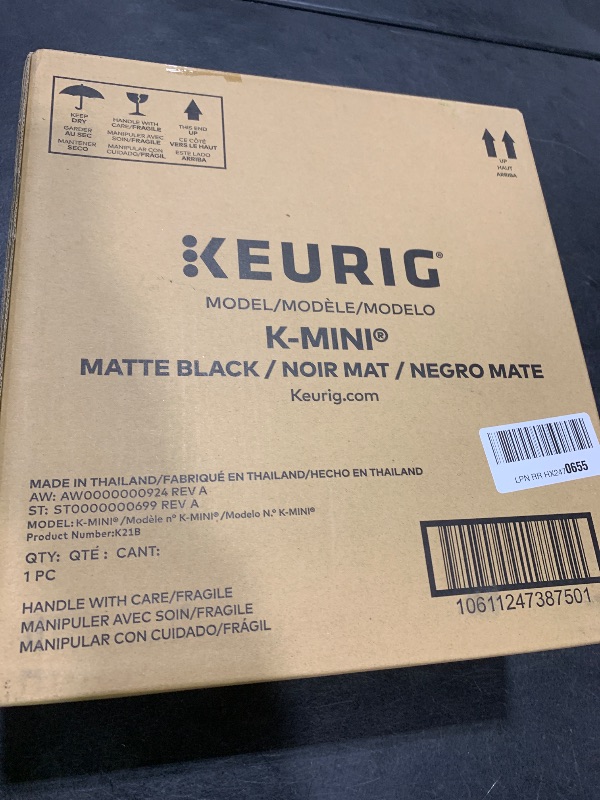 KEEP
DRY
GARDER
AU SEC
MANTENER
SECO
HANDLE WITH
CARE/FRAGILE
MANIPULER AVEC
SOIN/FRAGILE
MANIPULAR CON
CUIDADO/FRÁGIL
THIS END
UP
CE CÔTÉ
VERS LE HAUT
ESTE LADO
ARRIBA
UP
HAUT
ARRIBA
KEURIG®
MODEL/MODÈLE/MODELO
K-MINI®
MATTE BLACK / NOIR MAT / NEGRO MATE
Keurig.com
LPN RR HX2470655
MADE IN THAILAND/FABRIQUÉ EN THAILAND/HECHO EN THAILAND
AW: AW0000000924 REV A
ST: ST0000000699 REV A
MODEL: K-MINI® /Modèle nº K-MINI® /Modelo N.º K-MINI®
Product Number:K21B
QTY: QTÉ : CANT:
1 PC
HANDLE WITH CARE/FRAGILE
MANIPULER AVEC SOIN/FRAGILE
MANIPULAR CON CUIDADO/FRÁGIL
10611247387501